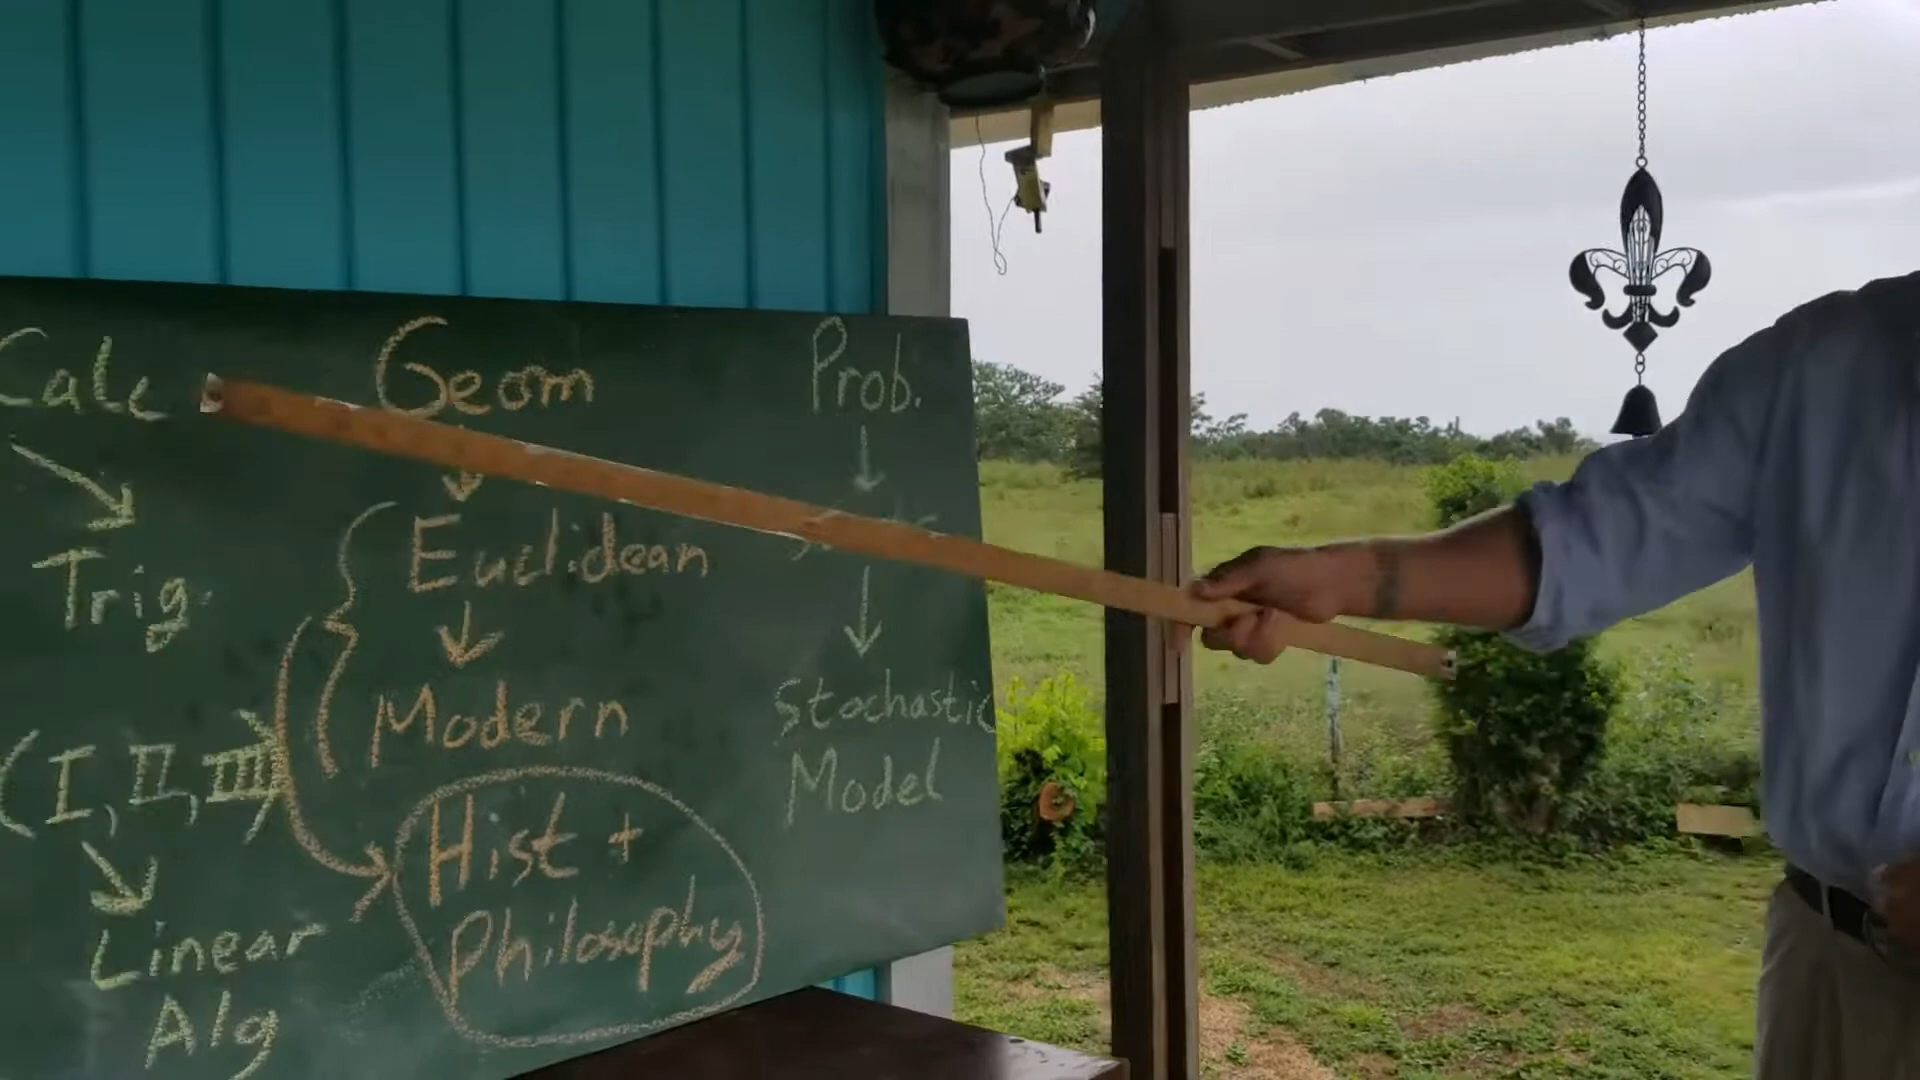 Calc
Trig.
(I, II, III)
Linear
Alg
Geom
Euclidean
Modern
Hist +
Philosophy
Prob.
Stochastic
Model